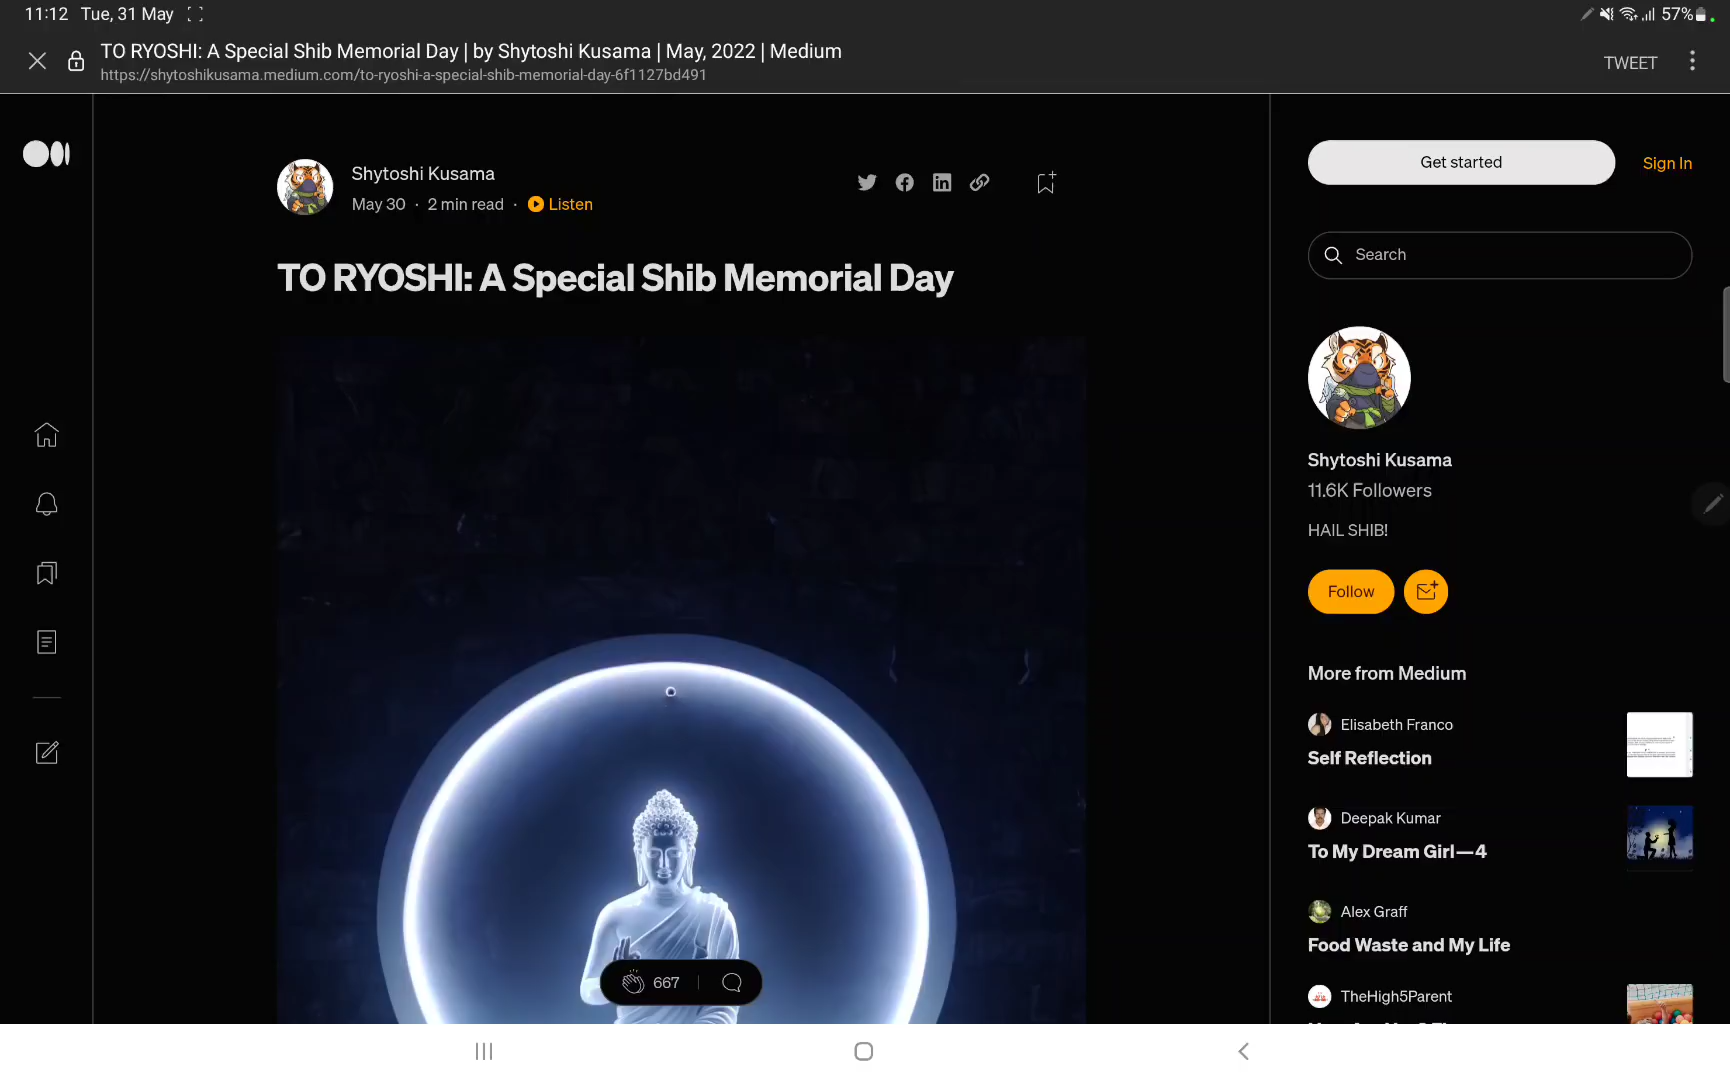 11:12 Tue, 31 May
57%
TO RYOSHI: A Special Shib Memorial Day | by Shytoshi Kusama | May, 2022 | Medium
https://shytoshikusama.medium.com/to-ryoshi-a-special-shib-memorial-day-6f1127bd491
TWEET
Shytoshi Kusama
May 30 · 2 min read · Listen
TO RYOSHI: A Special Shib Memorial Day
667
Get started
Sign In
Search
Shytoshi Kusama
11.6K Followers
HAIL SHIB!
Follow
More from Medium
Elisabeth Franco
Self Reflection
Deepak Kumar
To My Dream Girl—4
Alex Graff
Food Waste and My Life
TheHigh5Parent